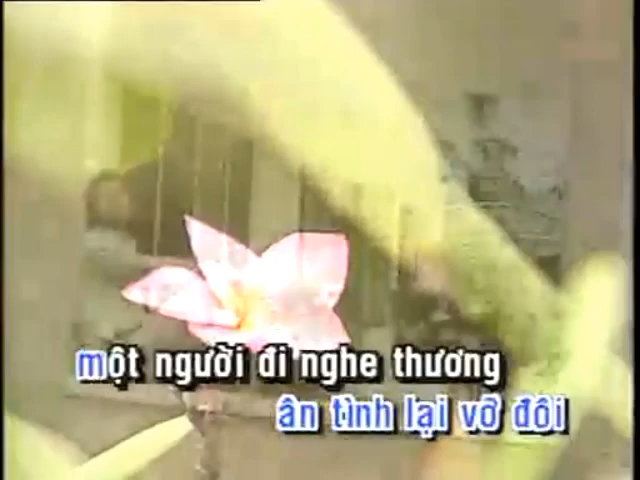 một người đi nghe thương
ân tình lại vỡ đôi